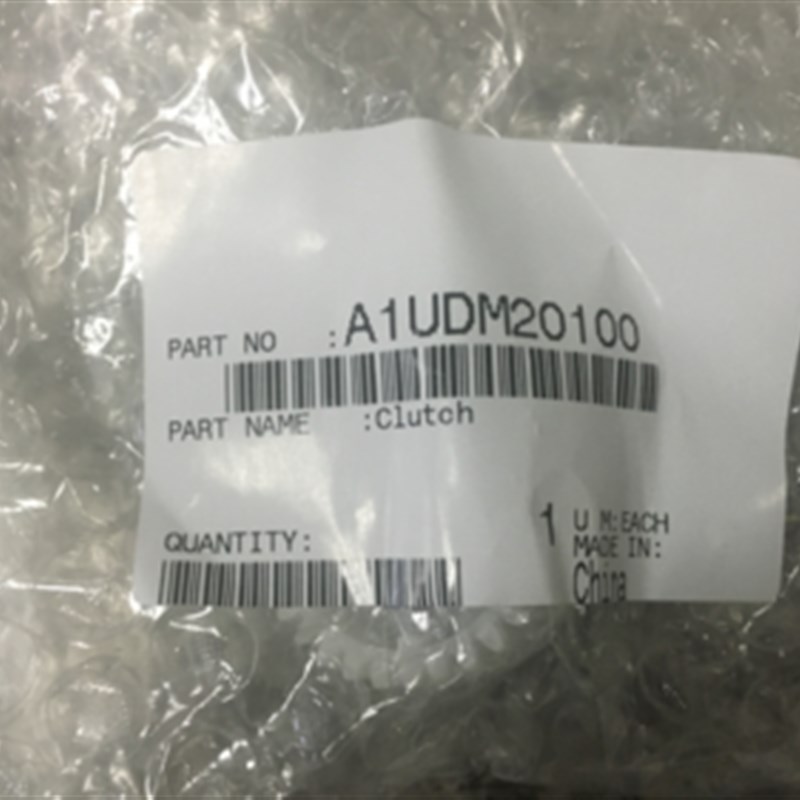 PART NO :A1UDM20100
PART NAME :Clutch
QUANTITY: 1 U M:EACH
MADE IN:
China